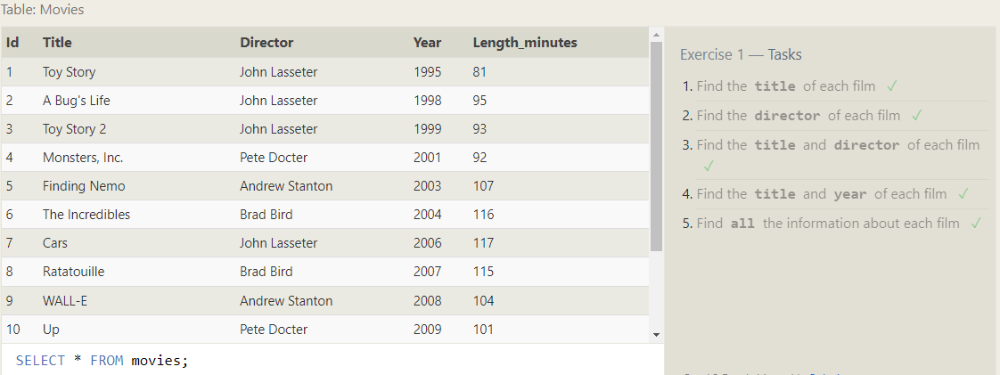 Table: Movies
Id Title Director Year Length_minutes
1 Toy Story John Lasseter 1995 81
2 A Bug's Life John Lasseter 1998 95
3 Toy Story 2 John Lasseter 1999 93
4 Monsters, Inc. Pete Docter 2001 92
5 Finding Nemo Andrew Stanton 2003 107
6 The Incredibles Brad Bird 2004 116
7 Cars John Lasseter 2006 117
8 Ratatouille Brad Bird 2007 115
9 WALL-E Andrew Stanton 2008 104
10 Up Pete Docter 2009 101
SELECT * FROM movies;
Exercise 1 — Tasks
1. Find the title of each film ✓
2. Find the director of each film ✓
3. Find the title and director of each film
✓
4. Find the title and year of each film ✓
5. Find all the information about each film ✓